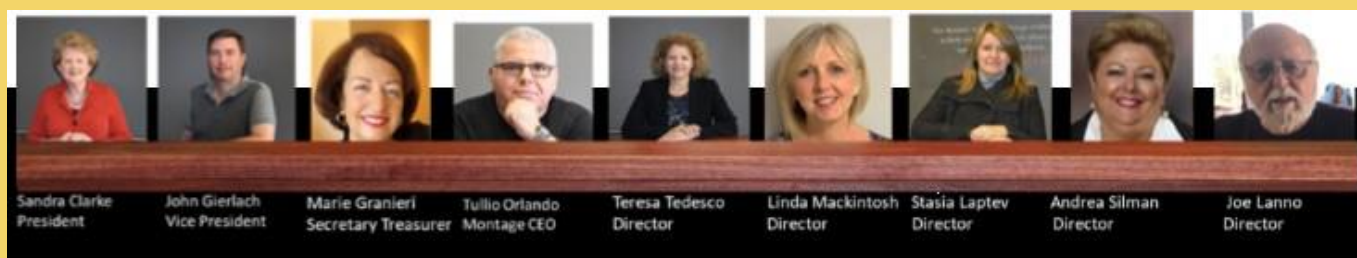 Sandra Clarke
President
John Gierlach
Vice President
Marie Granieri
Secretary Treasurer
Tullio Orlando
Montage CEO
Teresa Tedesco
Director
Linda Mackintosh
Director
Stasia Laptev
Director
Andrea Silman
Director
Joe Lanno
Director